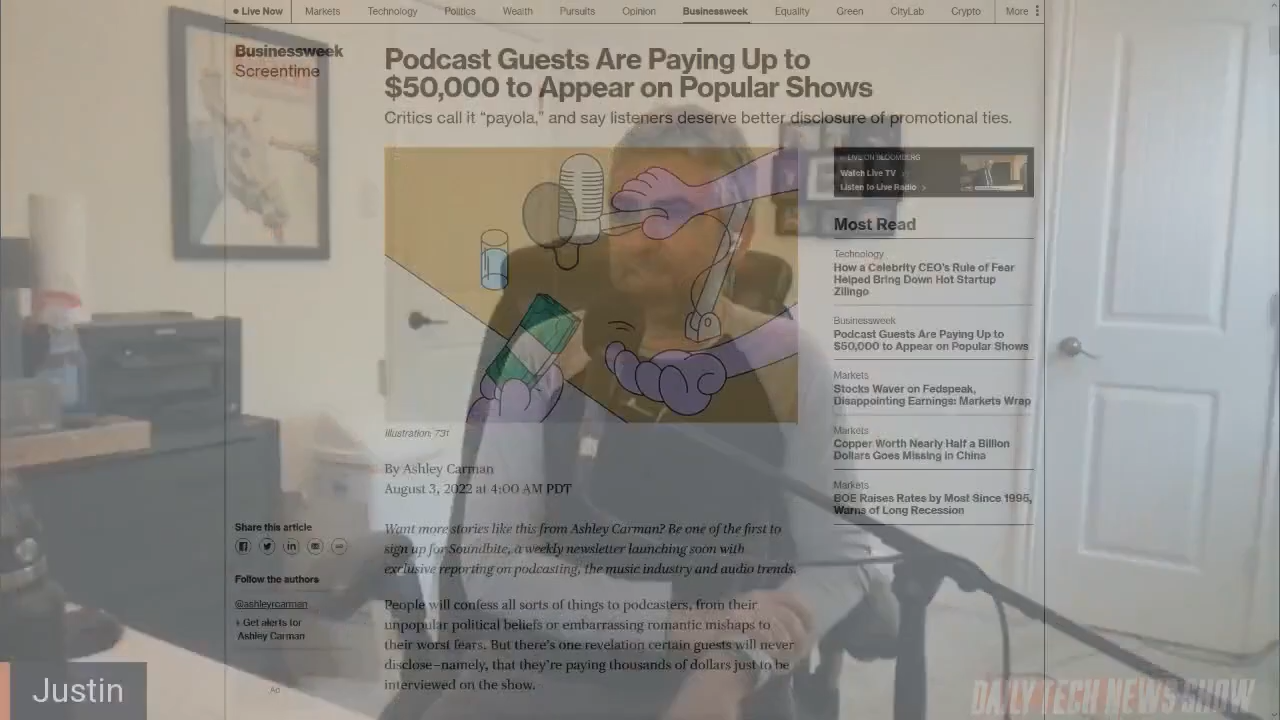 Live Now
Markets
Technology
Politics
Wealth
Pursuits
Opinion
Businessweek
Equality
Green
CityLab
Crypto
More
Businessweek
Screentime
Podcast Guests Are Paying Up to
$50,000 to Appear on Popular Shows
Critics call it “payola,” and say listeners deserve better disclosure of promotional ties.
LIVE ON BLOOMBERG
Watch Live TV
Listen to Live Radio
Most Read
Technology
How a Celebrity CEO's Rule of Fear
Helped Bring Down Hot Startup
Zilingo
Businessweek
Podcast Guests Are Paying Up to
$50,000 to Appear on Popular Shows
Markets
Stocks Waver on Fedspeak,
Disappointing Earnings: Markets Wrap
Markets
Copper Worth Nearly Half a Billion
Dollars Goes Missing in China
Markets
BOE Raises Rates by Most Since 1995,
Warns of Long Recession
Illustration: 731
By Ashley Carman
August 3, 2022 at 4:00 AM PDT
Share this article
Follow the authors
@ashleyrcarman
+ Get alerts for
Ashley Carman
Want more stories like this from Ashley Carman? Be one of the first to
sign up for Soundbite, a weekly newsletter launching soon with
exclusive reporting on podcasting, the music industry and audio trends.
People will confess all sorts of things to podcasters, from their
unpopular political beliefs or embarrassing romantic mishaps to
their worst fears. But there's one revelation certain guests will never
disclose–namely, that they're paying thousands of dollars just to be
interviewed on the show.
Ad
Justin
DAILY TECH NEWS SHOW